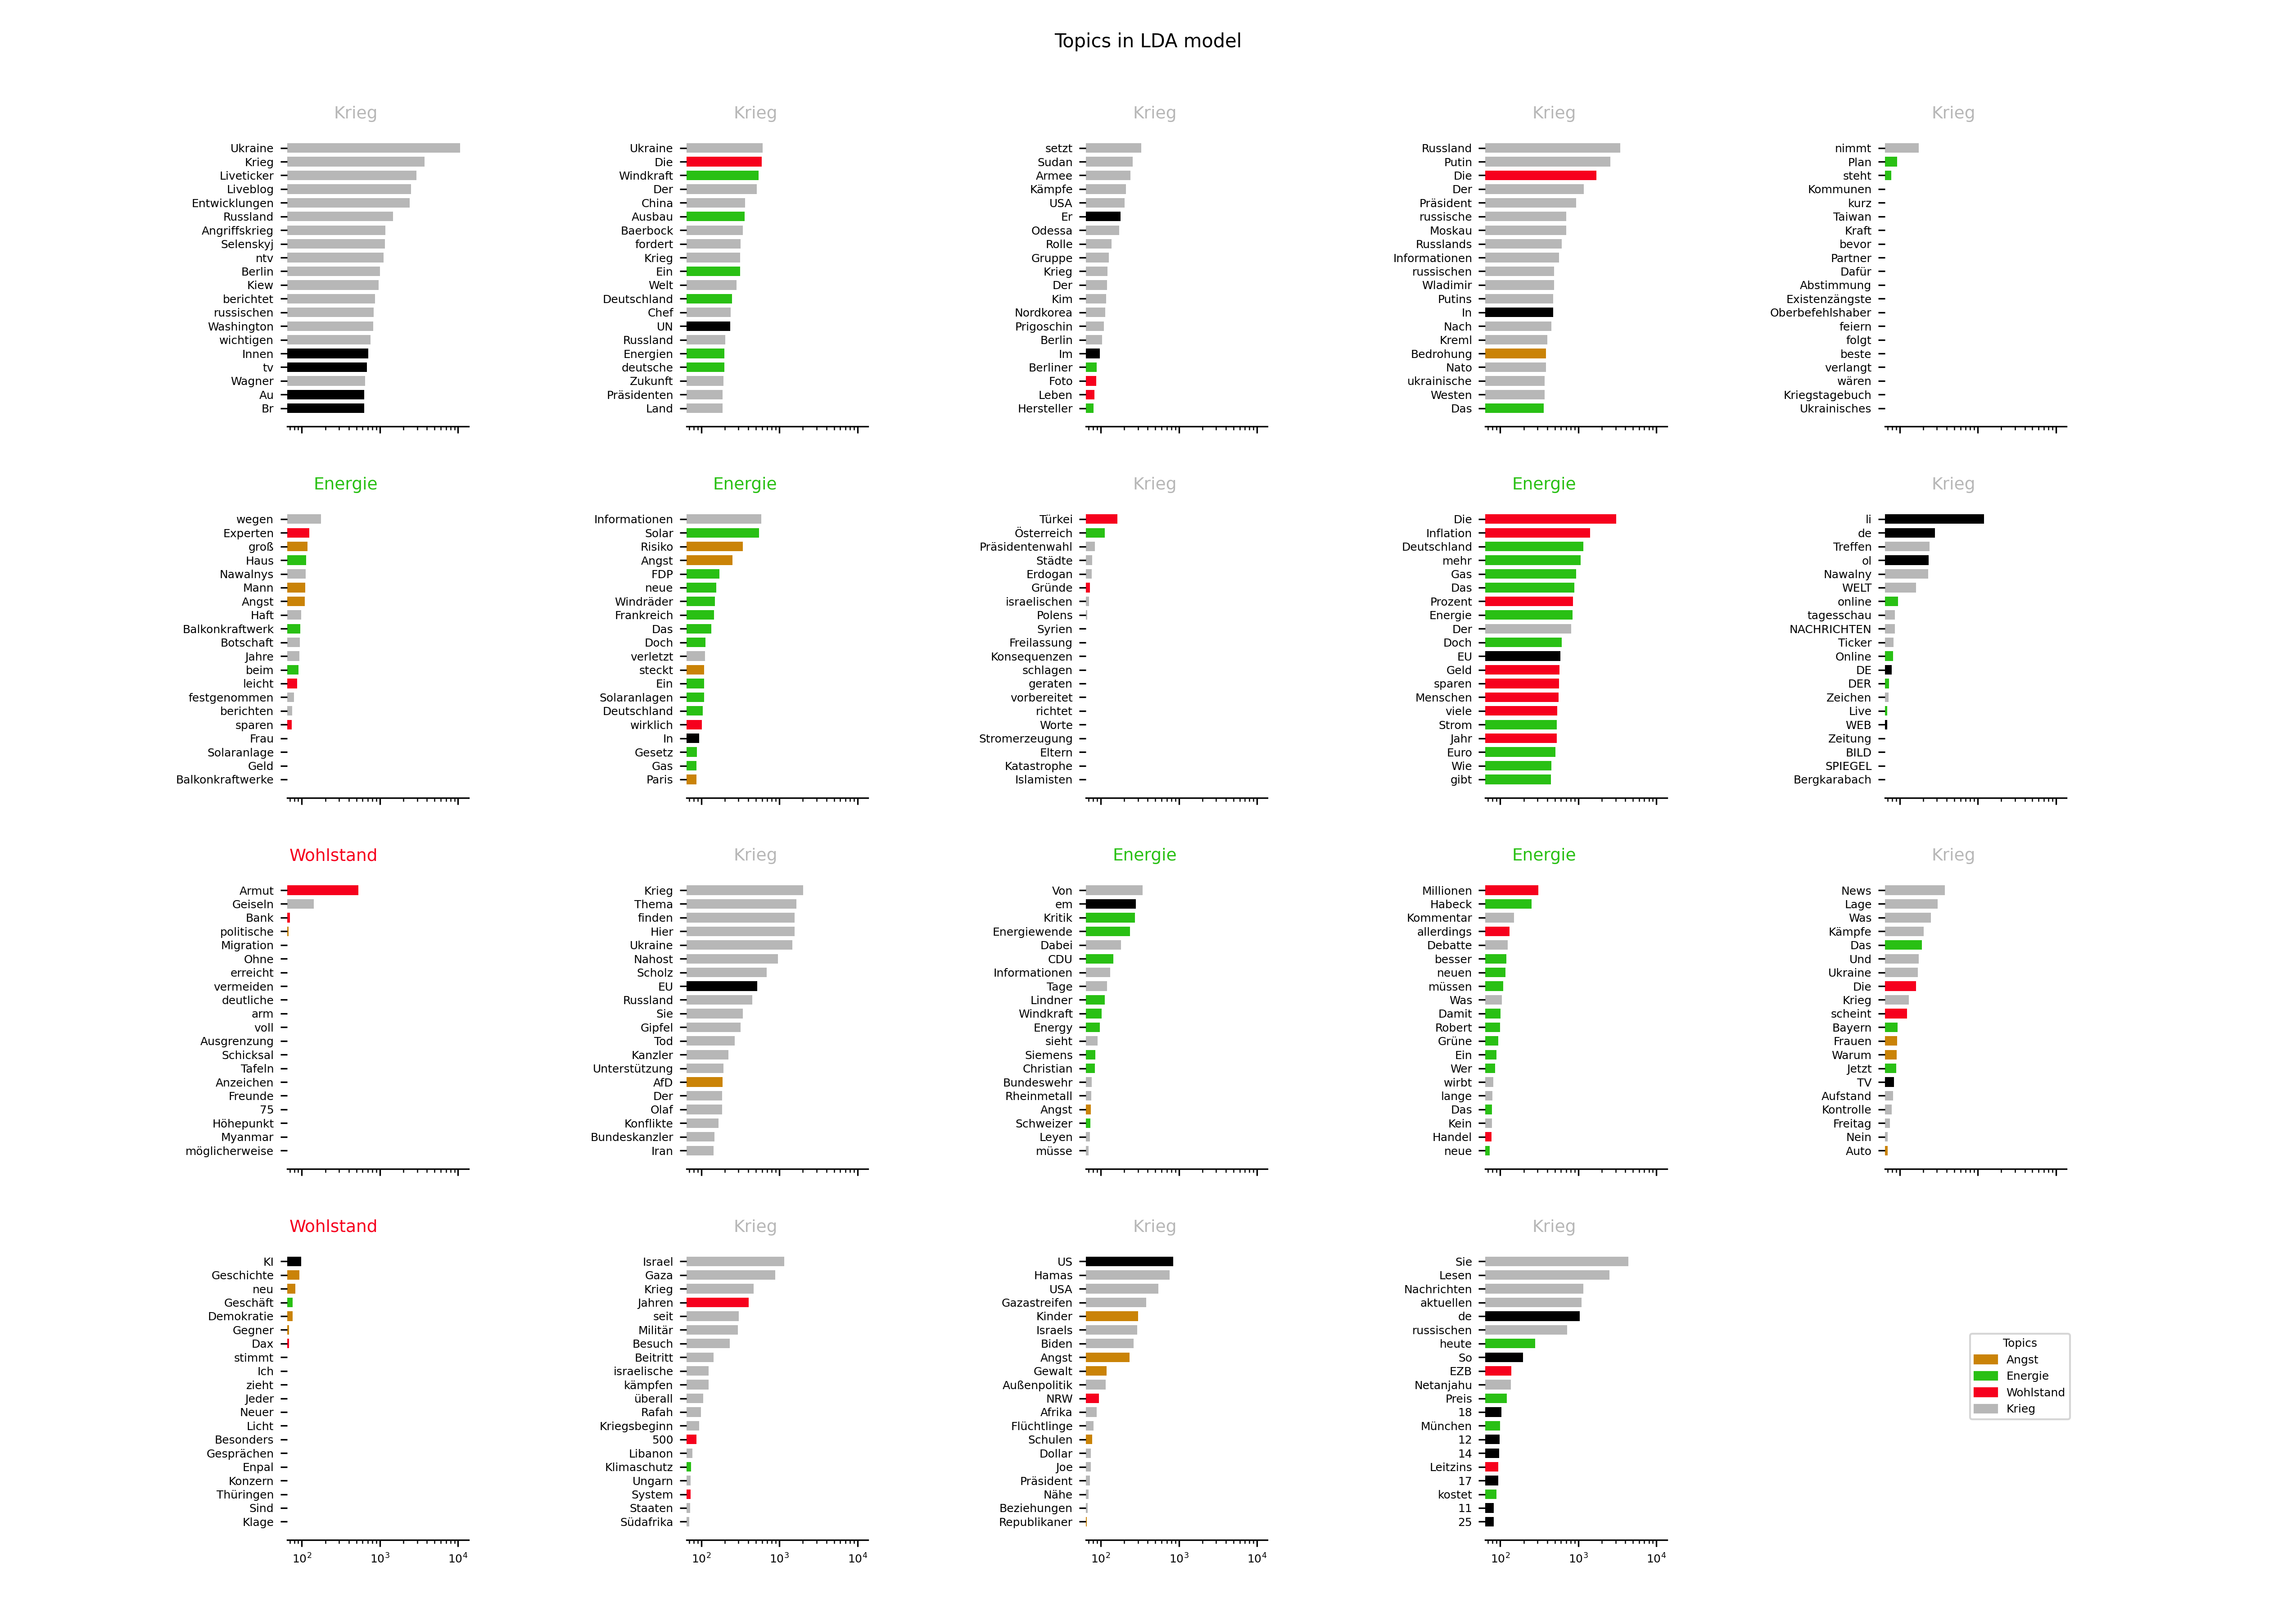 Topics in LDA model
Krieg
Ukraine
Krieg
Liveticker
Liveblog
Entwicklungen
Russland
Angriffskrieg
Selenskyj
ntv
Berlin
Kiew
berichtet
russischen
Washington
wichtigen
Innen
tv
Wagner
Au
Br
Krieg
Ukraine
Die
Windkraft
Der
China
Ausbau
Baerbock
fordert
Krieg
Ein
Welt
Deutschland
Chef
UN
Russland
Energien
deutsche
Zukunft
Präsidenten
Land
Krieg
setzt
Sudan
Armee
Kämpfe
USA
Er
Odessa
Rolle
Gruppe
Krieg
Der
Kim
Nordkorea
Prigoschin
Berlin
Im
Berliner
Foto
Leben
Hersteller
Krieg
Russland
Putin
Die
Der
Präsident
russische
Moskau
Russlands
Informationen
russischen
Wladimir
Putins
In
Nach
Kreml
Bedrohung
Nato
ukrainische
Westen
Das
Krieg
nimmt
Plan
steht
Kommunen
kurz
Taiwan
Kraft
bevor
Partner
Dafür
Abstimmung
Existenzängste
Oberbefehlshaber
feiern
folgt
beste
verlangt
wären
Kriegstagebuch
Ukrainisches
Energie
wegen
Experten
groß
Haus
Nawalnys
Mann
Angst
Haft
Balkonkraftwerk
Botschaft
Jahre
beim
leicht
festgenommen
berichten
sparen
Frau
Solaranlage
Geld
Balkonkraftwerke
Energie
Informationen
Solar
Risiko
Angst
FDP
neue
Windräder
Frankreich
Das
Doch
verletzt
steckt
Ein
Solaranlagen
Deutschland
wirklich
In
Gesetz
Gas
Paris
Krieg
Türkei
Österreich
Präsidentenwahl
Städte
Erdogan
Gründe
israelischen
Polens
Syrien
Freilassung
Konsequenzen
schlagen
geraten
vorbereitet
richtet
Worte
Stromerzeugung
Eltern
Katastrophe
Islamisten
Energie
Die
Inflation
Deutschland
mehr
Gas
Das
Prozent
Energie
Der
Doch
EU
Geld
sparen
Menschen
viele
Strom
Jahr
Euro
Wie
gibt
Krieg
li
de
Treffen
ol
Nawalny
WELT
online
tagesschau
NACHRICHTEN
Ticker
Online
DE
DER
Zeichen
Live
WEB
Zeitung
BILD
SPIEGEL
Bergkarabach
Wohlstand
Armut
Geiseln
Bank
politische
Migration
Ohne
erreicht
vermeiden
deutliche
arm
voll
Ausgrenzung
Schicksal
Tafeln
Anzeichen
Freunde
75
Höhepunkt
Myanmar
möglicherweise
Krieg
Krieg
Thema
finden
Hier
Ukraine
Nahost
Scholz
EU
Russland
Sie
Gipfel
Tod
Kanzler
Unterstützung
AfD
Der
Olaf
Konflikte
Bundeskanzler
Iran
Energie
Von
em
Kritik
Energiewende
Dabei
CDU
Informationen
Tage
Lindner
Windkraft
Energy
sieht
Siemens
Christian
Bundeswehr
Rheinmetall
Angst
Schweizer
Leyen
müsse
Energie
Millionen
Habeck
Kommentar
allerdings
Debatte
besser
neuen
müssen
Was
Damit
Robert
Grüne
Ein
Wer
wirbt
lange
Das
Kein
Handel
neue
Krieg
News
Lage
Was
Kämpfe
Das
Und
Ukraine
Die
Krieg
scheint
Bayern
Frauen
Warum
Jetzt
TV
Aufstand
Kontrolle
Freitag
Nein
Auto
Wohlstand
KI
Geschichte
neu
Geschäft
Demokratie
Gegner
Dax
stimmt
Ich
zieht
Jeder
Neuer
Licht
Besonders
Gesprächen
Enpal
Konzern
Thüringen
Sind
Klage
10² 10³ 10⁴
Krieg
Israel
Gaza
Krieg
Jahren
seit
Militär
Besuch
Beitritt
israelische
kämpfen
überall
Rafah
Kriegsbeginn
500
Libanon
Klimaschutz
Ungarn
System
Staaten
Südafrika
10² 10³ 10⁴
Krieg
US
Hamas
USA
Gazastreifen
Kinder
Israels
Biden
Angst
Gewalt
Außenpolitik
NRW
Afrika
Flüchtlinge
Schulen
Dollar
Joe
Präsident
Nähe
Beziehungen
Republikaner
10² 10³ 10⁴
Krieg
Sie
Lesen
Nachrichten
aktuellen
de
russischen
heute
So
EZB
Netanjahu
Preis
18
München
12
14
Leitzins
17
kostet
11
25
10² 10³ 10⁴
Topics
Angst
Energie
Wohlstand
Krieg